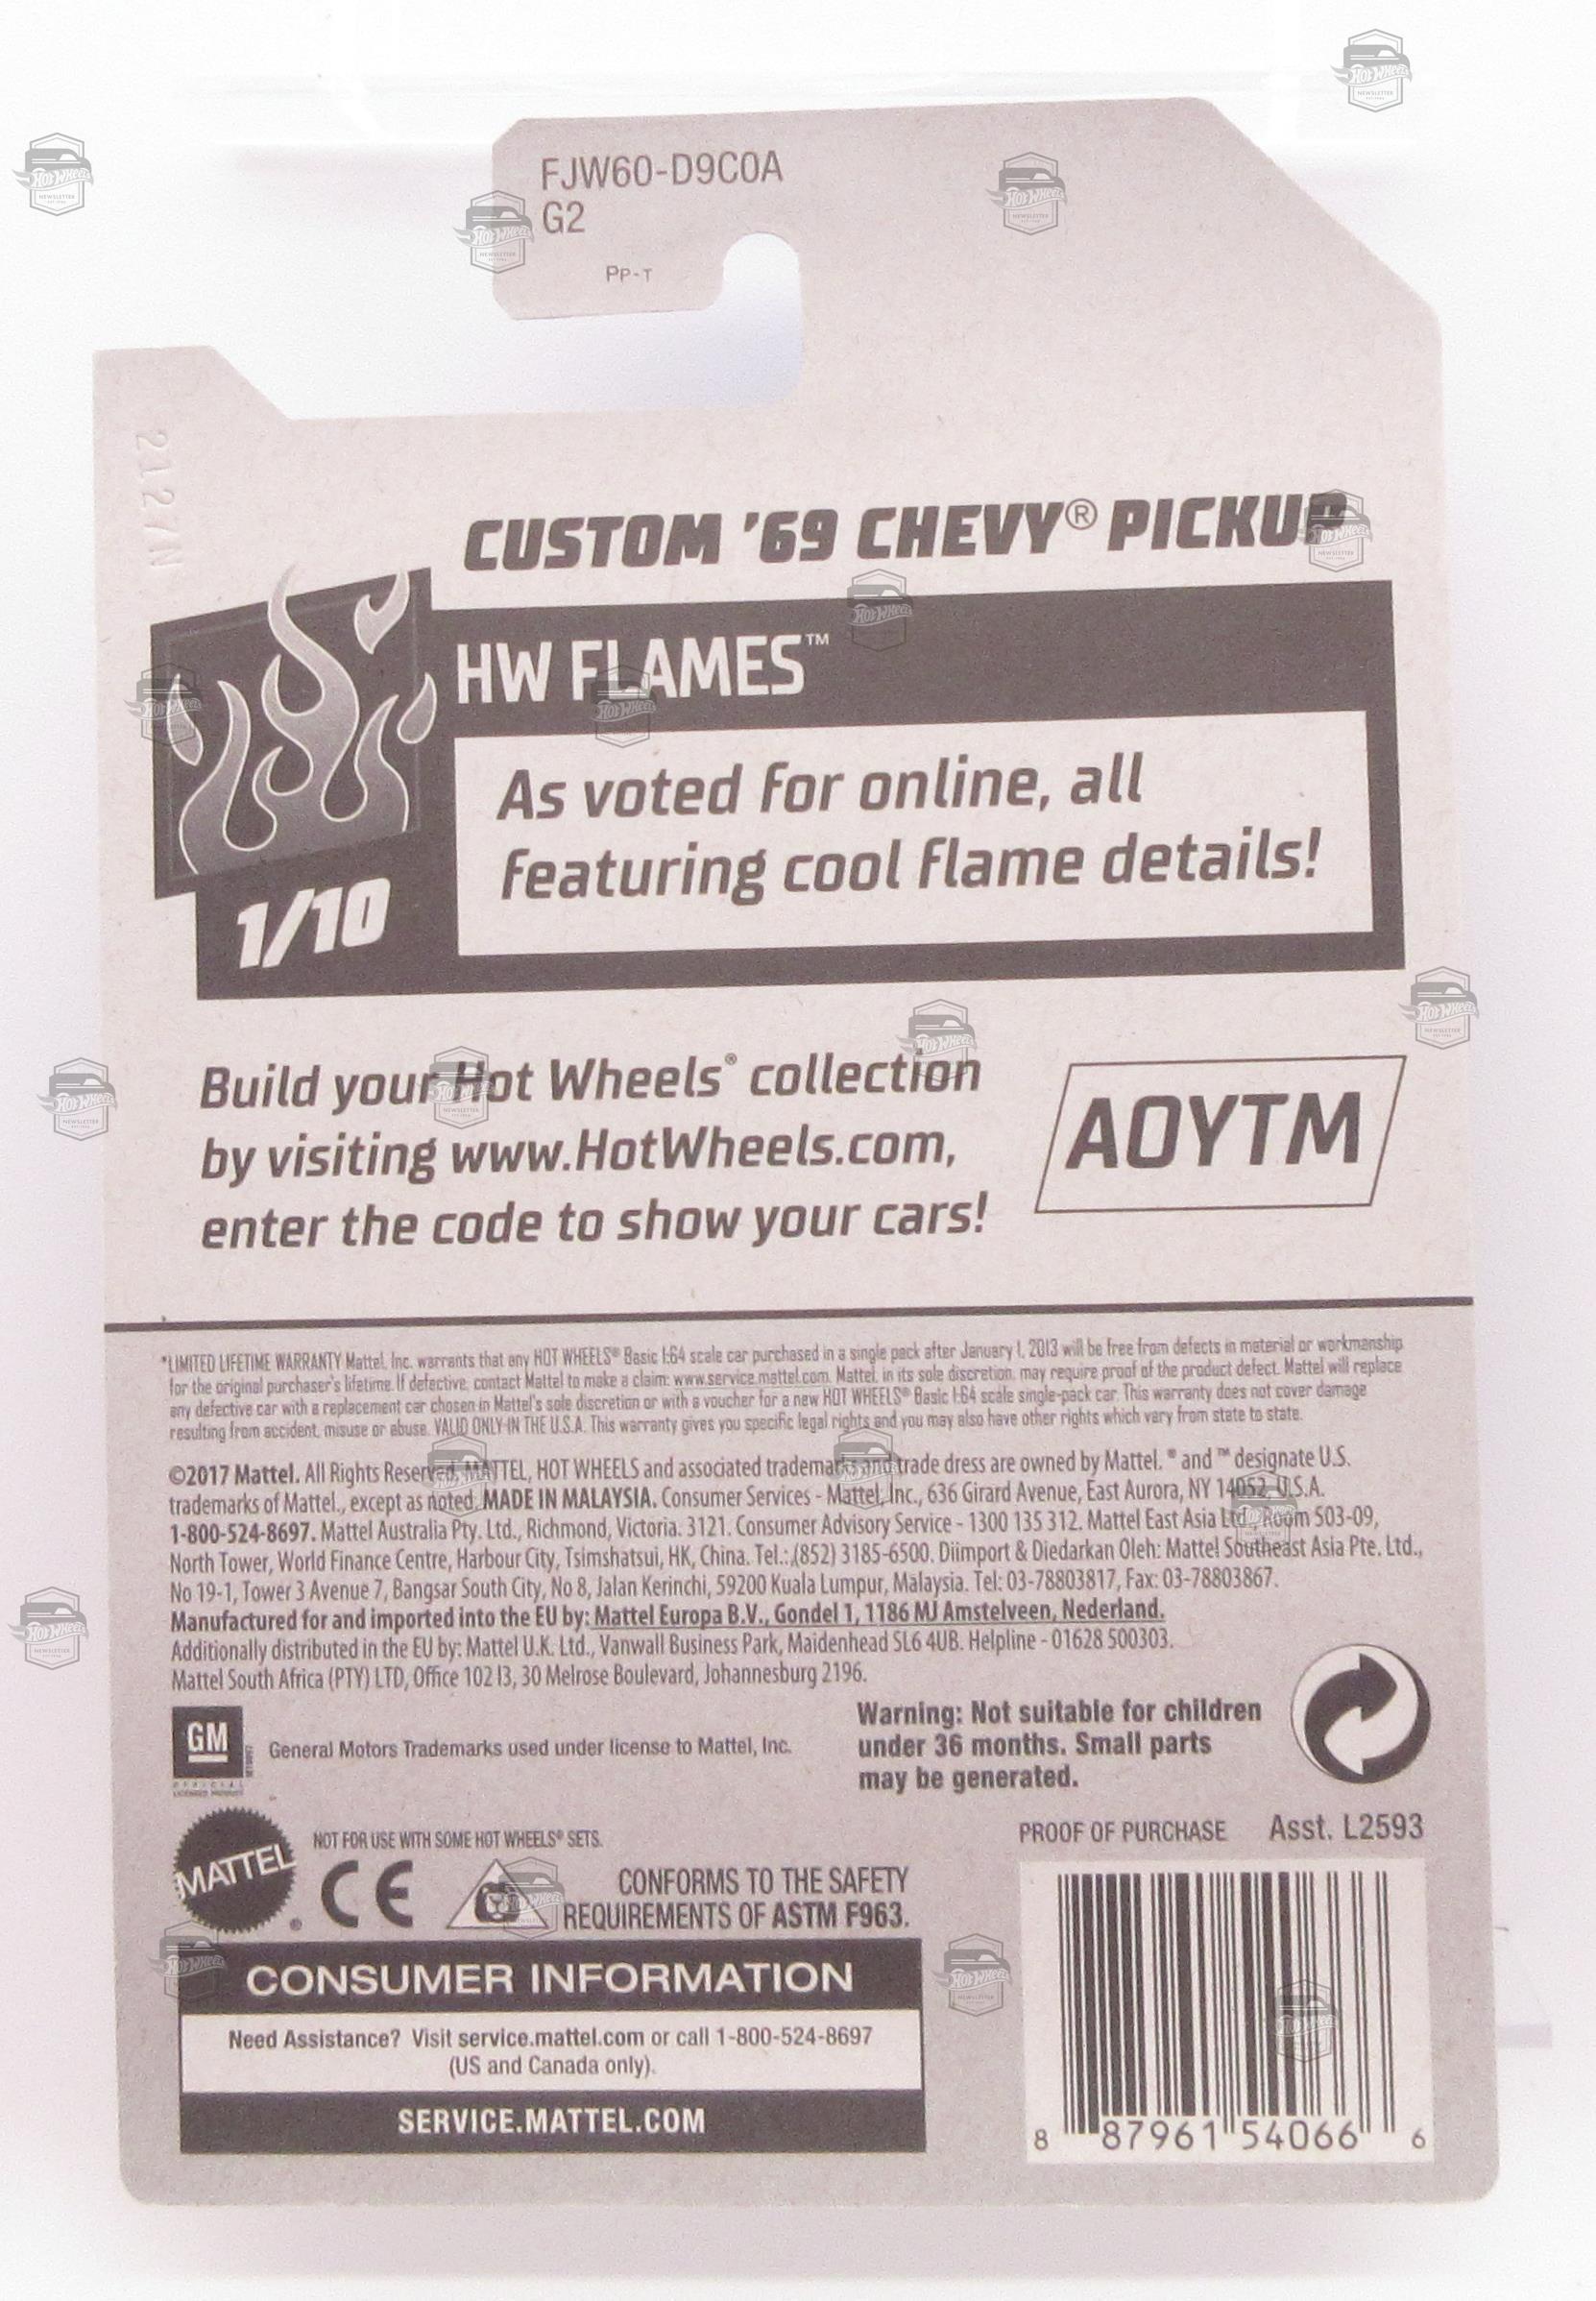 FJW60-D9C0A
G2
PP-T
2127N
CUSTOM '69 CHEVY® PICKUP
HW FLAMES™
As voted for online, all
featuring cool flame details!
1/10
Build your Hot Wheels® collection
by visiting www.HotWheels.com,
enter the code to show your cars!
AOYTM
*LIMITED LIFETIME WARRANTY Mattel, Inc. warrants that any HOT WHEELS® Basic 1:64 scale car purchased in a single pack after January 1, 2013 will be free from defects in material or workmanship
for the original purchaser's lifetime. If defective, contact Mattel to make a claim: www.service.mattel.com. Mattel, in its sole discretion, may require proof of the product defect. Mattel will replace
any defective car with a replacement car chosen in Mattel's sole discretion or with a voucher for a new HOT WHEELS® Basic 1:64 scale single-pack car. This warranty does not cover damage
resulting from accident, misuse or abuse. VALID ONLY IN THE U.S.A. This warranty gives you specific legal rights and you may also have other rights which vary from state to state.
©2017 Mattel. All Rights Reserved. MATTEL, HOT WHEELS and associated trademarks and trade dress are owned by Mattel. ® and ™ designate U.S.
trademarks of Mattel., except as noted. MADE IN MALAYSIA. Consumer Services - Mattel, Inc., 636 Girard Avenue, East Aurora, NY 14052, U.S.A.
1-800-524-8697. Mattel Australia Pty. Ltd., Richmond, Victoria. 3121. Consumer Advisory Service - 1300 135 312. Mattel East Asia Ltd., Room 503-09,
North Tower, World Finance Centre, Harbour City, Tsimshatsui, HK, China. Tel.:(852) 3185-6500. Diimport & Diedarkan Oleh: Mattel Southeast Asia Pte. Ltd.,
No 19-1, Tower 3 Avenue 7, Bangsar South City, No 8, Jalan Kerinchi, 59200 Kuala Lumpur, Malaysia. Tel: 03-78803817, Fax: 03-78803867.
Manufactured for and imported into the EU by: Mattel Europa B.V., Gondel 1, 1186 MJ Amstelveen, Nederland.
Additionally distributed in the EU by: Mattel U.K. Ltd., Vanwall Business Park, Maidenhead SL6 4UB. Helpline - 01628 500303.
Mattel South Africa (PTY) LTD, Office 102 I3, 30 Melrose Boulevard, Johannesburg 2196.
GM
OFFICIAL
LICENSED PRODUCT
General Motors Trademarks used under license to Mattel, Inc.
Warning: Not suitable for children
under 36 months. Small parts
may be generated.
MATTEL®
NOT FOR USE WITH SOME HOT WHEELS® SETS.
CE
CONFORMS TO THE SAFETY
REQUIREMENTS OF ASTM F963.
PROOF OF PURCHASE Asst. L2593
CONSUMER INFORMATION
Need Assistance? Visit service.mattel.com or call 1-800-524-8697
(US and Canada only).
SERVICE.MATTEL.COM
8 87961 54066 6
Hot Wheels
NEWSLETTER